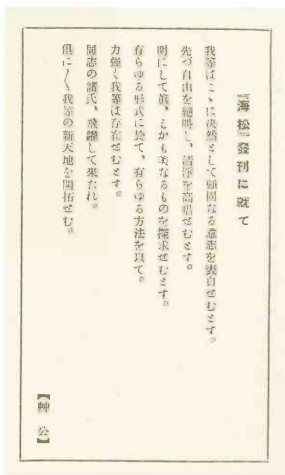 『海松』發刊に就て
我等はこゝに決然として強固なる意志を表白せむとす。
先づ自由を絕叫し、清淨を高唱せむとす。
明にして眞、しかも美なるものを探求せむとす。
有らゆる形式に於て、有らゆる方法を以て。
力强く我等は存在せむとす。
同志の諸氏、飛躍して來たれ。
俱に〳〵我等の新天地を開拓せむ。
【艸公】